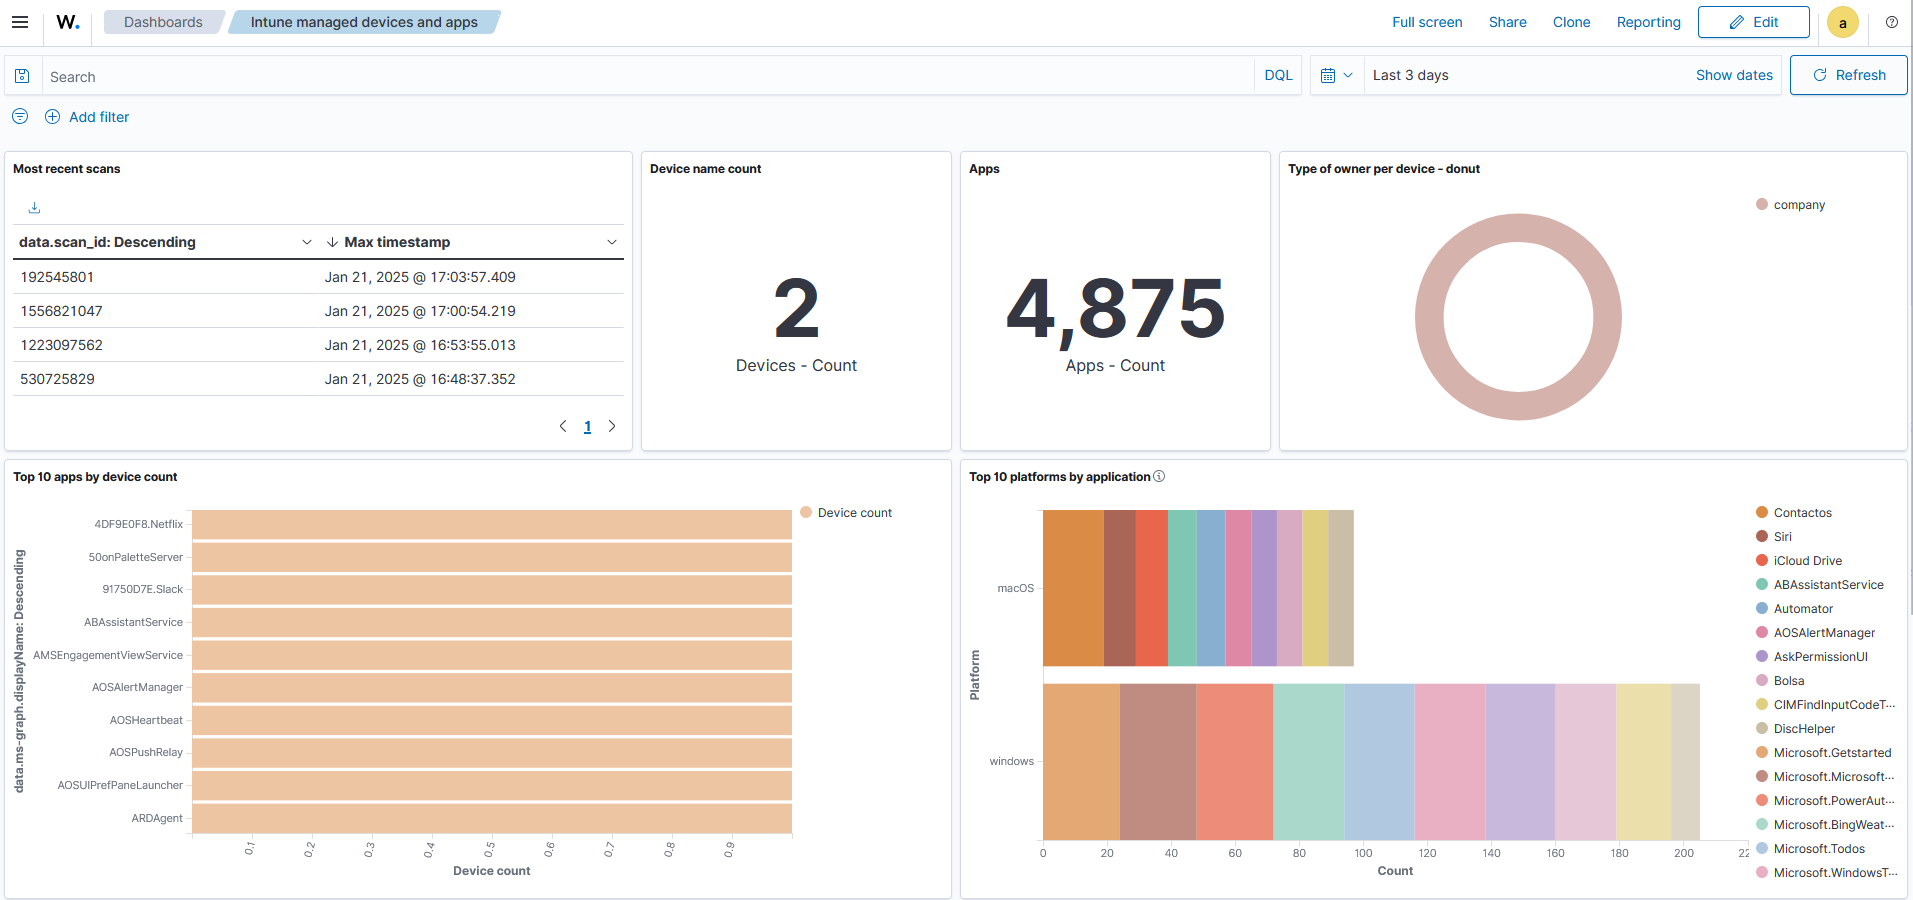 W.
Dashboards
Intune managed devices and apps
Full screen
Share
Clone
Reporting
Edit
a
Search
DQL
Last 3 days
Show dates
Refresh
Add filter
Most recent scans
data.scan_id: Descending
Max timestamp
192545801
Jan 21, 2025 @ 17:03:57.409
1556821047
Jan 21, 2025 @ 17:00:54.219
1223097562
Jan 21, 2025 @ 16:53:55.013
530725829
Jan 21, 2025 @ 16:48:37.352
1
Device name count
2
Devices - Count
Apps
4,875
Apps - Count
Type of owner per device - donut
company
Top 10 apps by device count
data.ms-graph.displayName: Descending
4DF9E0F8.Netflix
50onPaletteServer
91750D7E.Slack
ABAssistantService
AMSEngagementViewService
AOSAlertManager
AOSHeartbeat
AOSPushRelay
AOSUIPrefPaneLauncher
ARDAgent
0.1
0.2
0.3
0.4
0.5
0.6
0.7
0.8
0.9
Device count
Device count
Top 10 platforms by application
Platform
macOS
windows
0
20
40
60
80
100
120
140
160
180
200
22
Count
Contactos
Siri
iCloud Drive
ABAssistantService
Automator
AOSAlertManager
AskPermissionUI
Bolsa
CIMFindInputCodeT...
DiscHelper
Microsoft.Getstarted
Microsoft.Microsoft...
Microsoft.PowerAut...
Microsoft.BingWeat...
Microsoft.Todos
Microsoft.WindowsT...